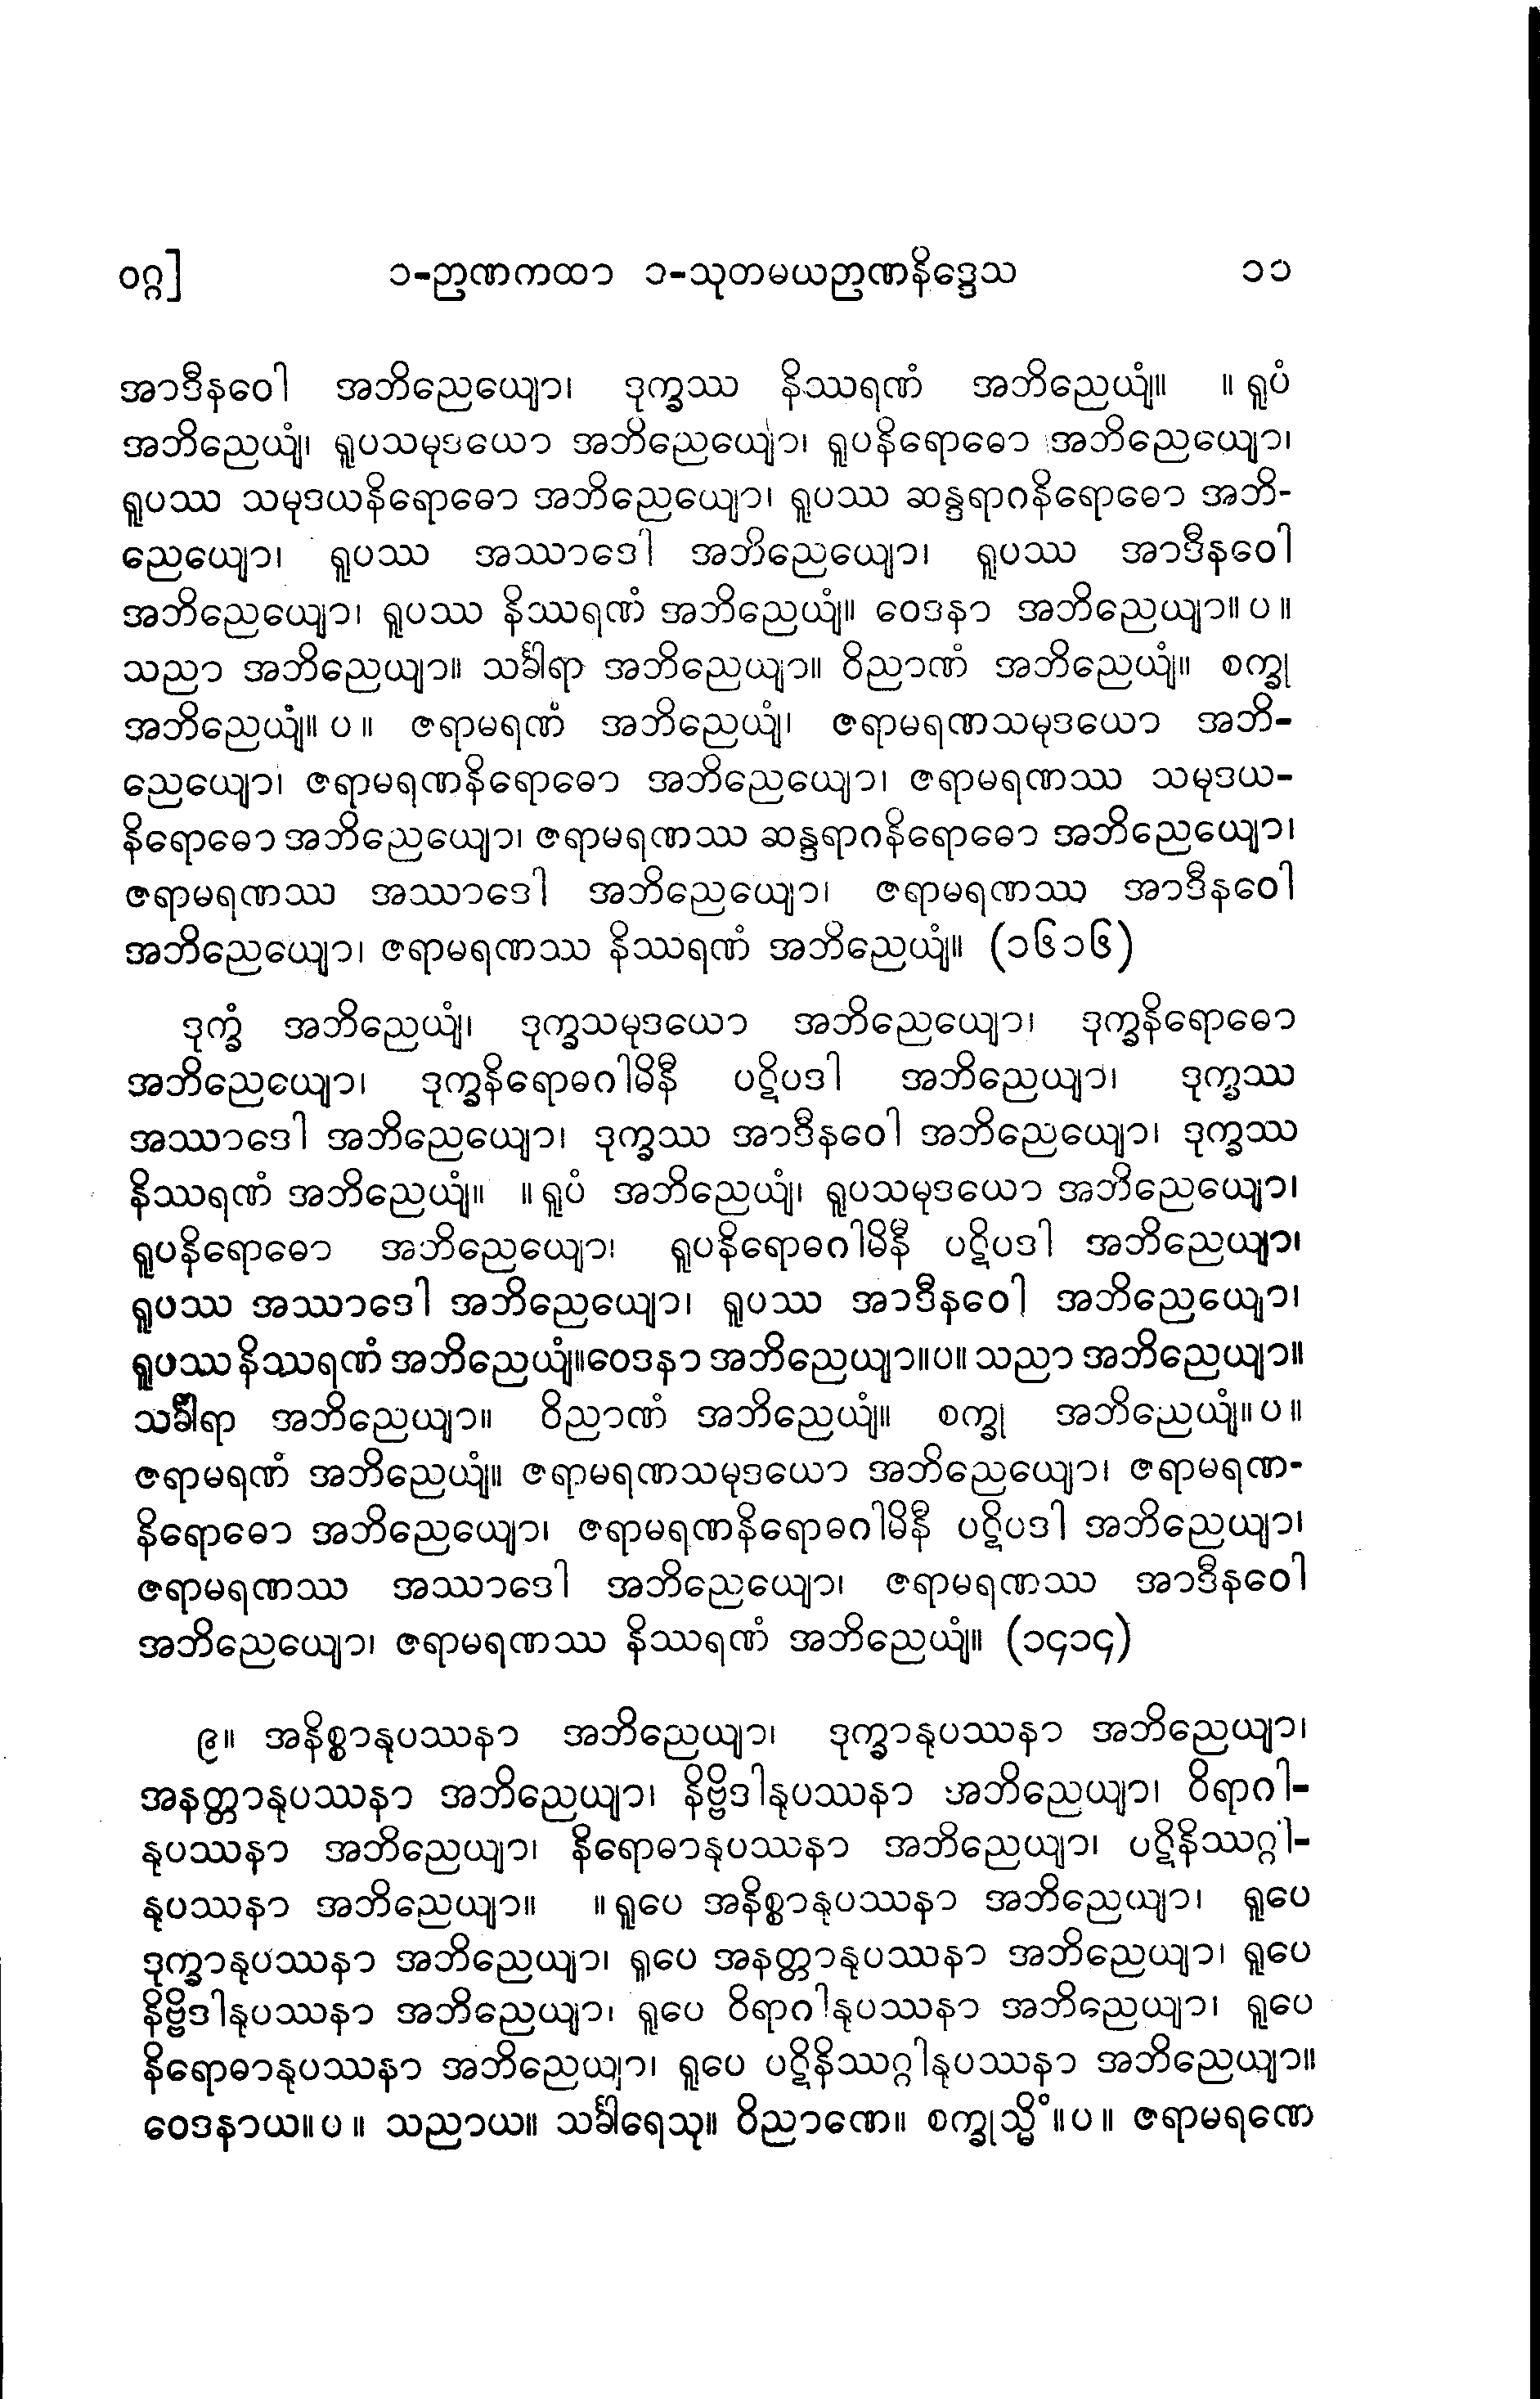 ဝဂ္ဂ] ၁-ဉာဏကထာ ၁-သုတမယဉာဏနိဒ္ဒေသ ၁၁
အာဒီနဝေါ အဘိညေယျော၊ ဒုက္ခဿ နိဿရဏံ အဘိညေယျံ။ ။ ရူပံ
အဘိညေယျံ၊ ရူပသမုဒယော အဘိညေယျော၊ ရူပနိရောဓော အဘိညေယျော၊
ရူပဿ သမုဒယနိရောဓော အဘိညေယျော၊ ရူပဿ ဆန္ဒရာဂနိရောဓော အဘိ-
ညေယျော၊ ရူပဿ အဿာဒေါ အဘိညေယျော၊ ရူပဿ အာဒီနဝေါ
အဘိညေယျော၊ ရူပဿ နိဿရဏံ အဘိညေယျံ။ ဝေဒနာ အဘိညေယျာ။ ပ ။
သညာ အဘိညေယျာ။ သင်္ခါရာ အဘိညေယျာ။ ဝိညာဏံ အဘိညေယျံ။ စက္ခု
အဘိညေယျံ။ ပ ။ ဇရာမရဏံ အဘိညေယျံ၊ ဇရာမရဏသမုဒယော အဘိ-
ညေယျော၊ ဇရာမရဏနိရောဓော အဘိညေယျော၊ ဇရာမရဏဿ သမုဒယ-
နိရောဓော အဘိညေယျော၊ ဇရာမရဏဿ ဆန္ဒရာဂနိရောဓော အဘိညေယျော၊
ဇရာမရဏဿ အဿာဒေါ အဘိညေယျော၊ ဇရာမရဏဿ အာဒီနဝေါ
အဘိညေယျော၊ ဇရာမရဏဿ နိဿရဏံ အဘိညေယျံ။ (၁၆၁၆)
ဒုက္ခံ အဘိညေယျံ၊ ဒုက္ခသမုဒယော အဘိညေယျော၊ ဒုက္ခနိရောဓော
အဘိညေယျော၊ ဒုက္ခနိရောဓဂါမိနီ ပဋိပဒါ အဘိညေယျာ၊ ဒုက္ခဿ
အဿာဒေါ အဘိညေယျော၊ ဒုက္ခဿ အာဒီနဝေါ အဘိညေယျော၊ ဒုက္ခဿ
နိဿရဏံ အဘိညေယျံ။ ။ ရူပံ အဘိညေယျံ၊ ရူပသမုဒယော အဘိညေယျော၊
ရူပနိရောဓော အဘိညေယျော၊ ရူပနိရောဓဂါမိနီ ပဋိပဒါ အဘိညေယျာ၊
ရူပဿ အဿာဒေါ အဘိညေယျော၊ ရူပဿ အာဒီနဝေါ အဘိညေယျော၊
ရူပဿ နိဿရဏံ အဘိညေယျံ။ဝေဒနာ အဘိညေယျာ။ပ။ သညာ အဘိညေယျာ။
သင်္ခါရာ အဘိညေယျာ။ ဝိညာဏံ အဘိညေယျံ။ စက္ခု အဘိညေယျံ။ ပ ။
ဇရာမရဏံ အဘိညေယျံ။ ဇရာမရဏသမုဒယော အဘိညေယျော၊ ဇရာမရဏ-
နိရောဓော အဘိညေယျော၊ ဇရာမရဏနိရောဓဂါမိနီ ပဋိပဒါ အဘိညေယျာ၊
ဇရာမရဏဿ အဿာဒေါ အဘိညေယျော၊ ဇရာမရဏဿ အာဒီနဝေါ
အဘိညေယျော၊ ဇရာမရဏဿ နိဿရဏံ အဘိညေယျံ။ (၁၄၁၄)
၉။ အနိစ္စာနုပဿနာ အဘိညေယျာ၊ ဒုက္ခာနုပဿနာ အဘိညေယျာ၊
အနတ္တာနုပဿနာ အဘိညေယျာ၊ နိဗ္ဗိဒါနုပဿနာ အဘိညေယျာ၊ ဝိရာဂါ-
နုပဿနာ အဘိညေယျာ၊ နိရောဓာနုပဿနာ အဘိညေယျာ၊ ပဋိနိဿဂ္ဂါ-
နုပဿနာ အဘိညေယျာ။ ။ ရူပေ အနိစ္စာနုပဿနာ အဘိညေယျာ၊ ရူပေ
ဒုက္ခာနုပဿနာ အဘိညေယျာ၊ ရူပေ အနတ္တာနုပဿနာ အဘိညေယျာ၊ ရူပေ
နိဗ္ဗိဒါနုပဿနာ အဘိညေယျာ၊ ရူပေ ဝိရာဂါနုပဿနာ အဘိညေယျာ၊ ရူပေ
နိရောဓာနုပဿနာ အဘိညေယျာ၊ ရူပေ ပဋိနိဿဂ္ဂါနုပဿနာ အဘိညေယျာ။
ဝေဒနာယ။ ပ ။ သညာယ။ သင်္ခါရေသု။ ဝိညာဏေ။ စက္ခုသ္မိံ။ ပ ။ ဇရာမရဏေ